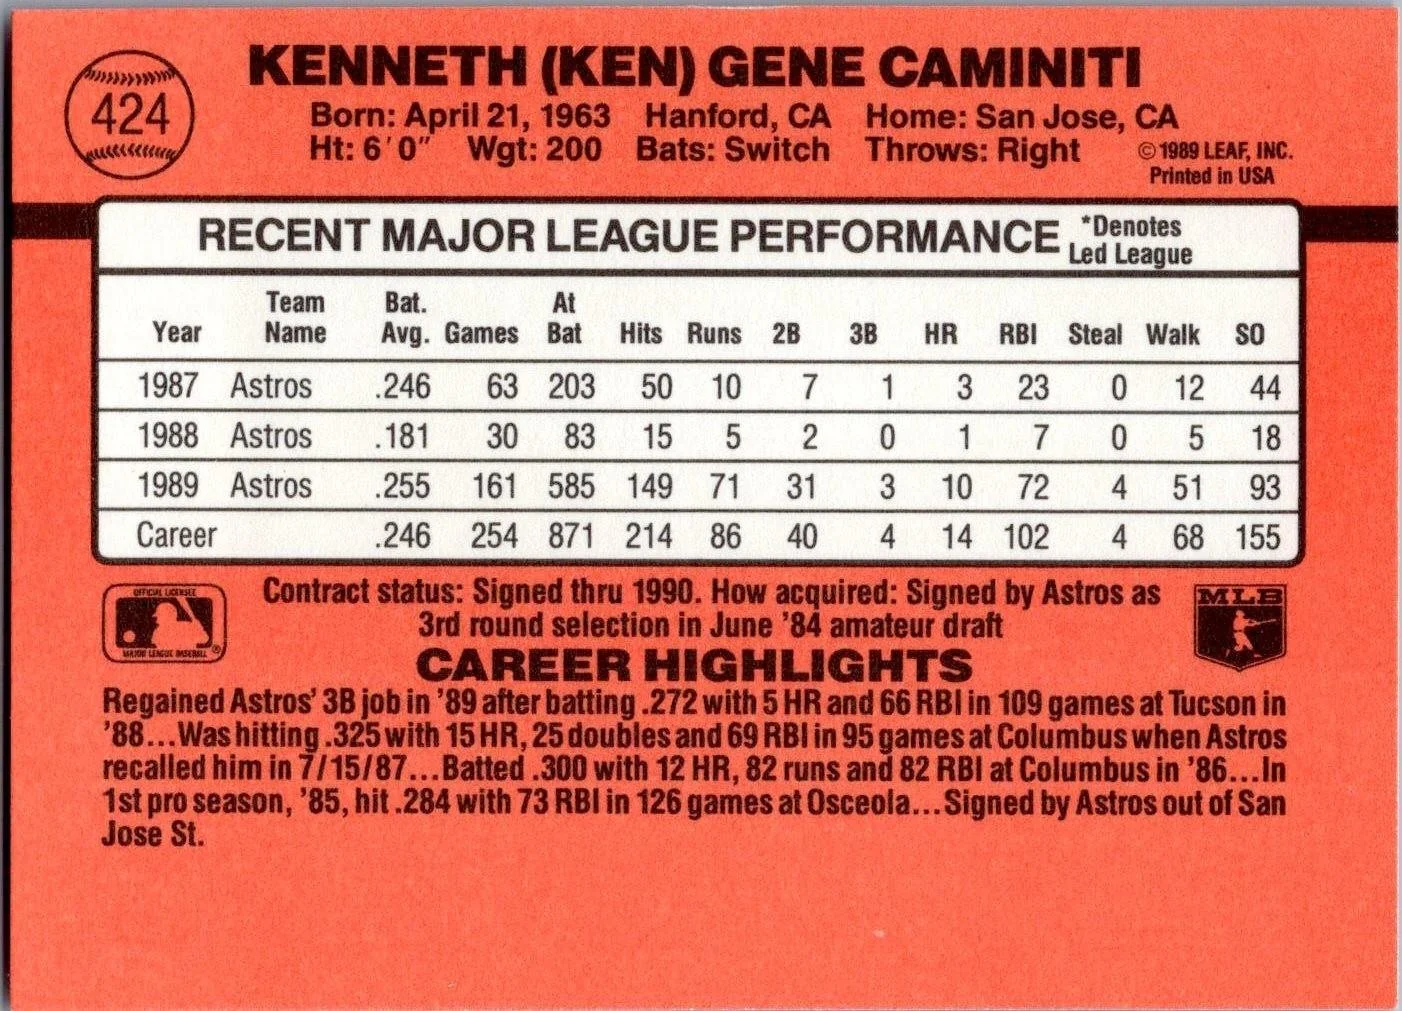 424
KENNETH (KEN) GENE CAMINITI
Born: April 21, 1963 Hanford, CA Home: San Jose, CA
Ht: 6'0" Wgt: 200 Bats: Switch Throws: Right
© 1989 LEAF, INC.
Printed in USA
RECENT MAJOR LEAGUE PERFORMANCE
*Denotes
Led League
Year Team Name Bat. Avg. Games At Bat Hits Runs 2B 3B HR RBI Steal Walk SO
1987 Astros .246 63 203 50 10 7 1 3 23 0 12 44
1988 Astros .181 30 83 15 5 2 0 1 7 0 5 18
1989 Astros .255 161 585 149 71 31 3 10 72 4 51 93
Career .246 254 871 214 86 40 4 14 102 4 68 155
OFFICIAL LICENSEE
MAJOR LEAGUE BASEBALL ®
Contract status: Signed thru 1990. How acquired: Signed by Astros as
3rd round selection in June '84 amateur draft
MLB
CAREER HIGHLIGHTS
Regained Astros' 3B job in '89 after batting .272 with 5 HR and 66 RBI in 109 games at Tucson in
'88...Was hitting .325 with 15 HR, 25 doubles and 69 RBI in 95 games at Columbus when Astros
recalled him in 7/15/87...Batted .300 with 12 HR, 82 runs and 82 RBI at Columbus in '86...In
1st pro season, '85, hit .284 with 73 RBI in 126 games at Osceola...Signed by Astros out of San
Jose St.